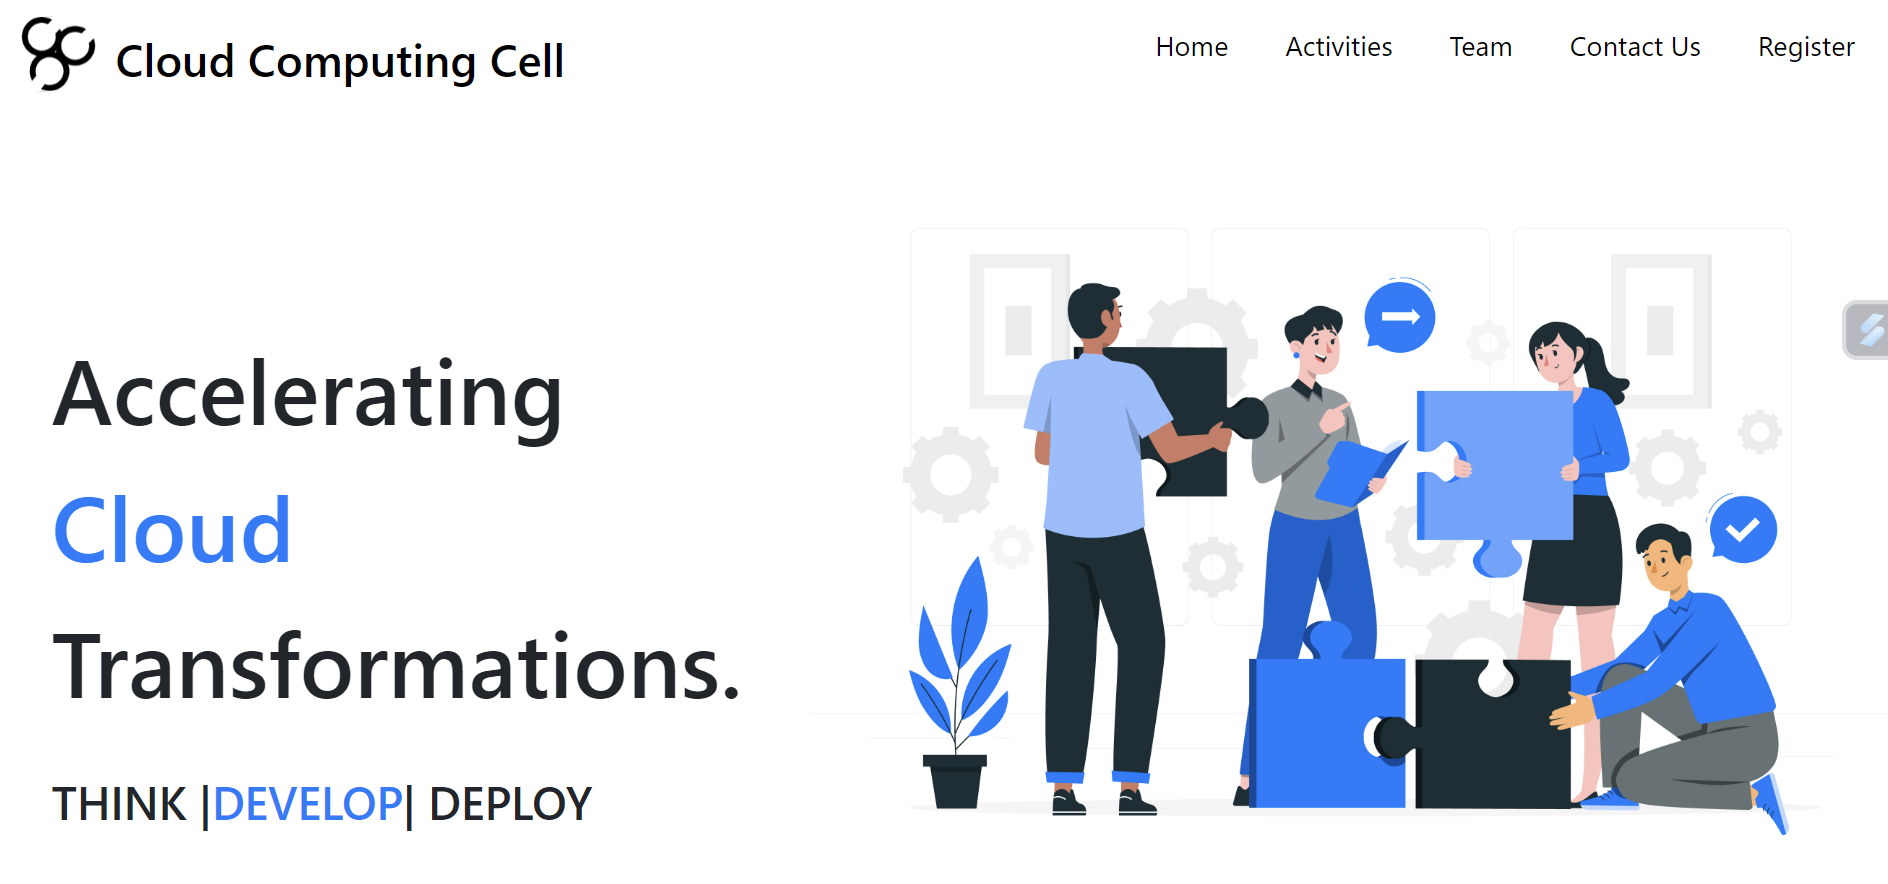 Cloud Computing Cell
Home Activities Team Contact Us Register
Accelerating
Cloud
Transformations.
THINK |DEVELOP| DEPLOY